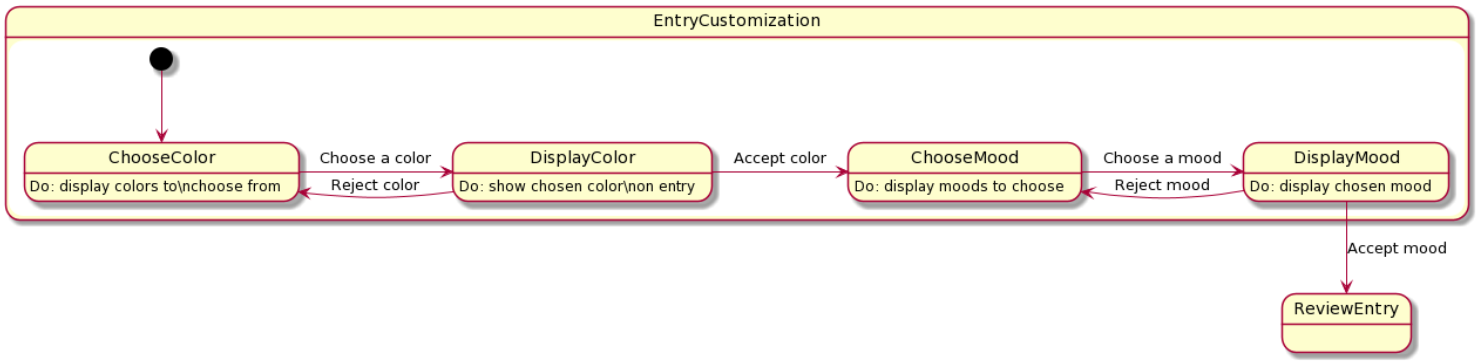 EntryCustomization
ChooseColor
Do: display colors to\nchoose from
Choose a color
Reject color
DisplayColor
Do: show chosen color\non entry
Accept color
ChooseMood
Do: display moods to choose
Choose a mood
Reject mood
DisplayMood
Do: display chosen mood
Accept mood
ReviewEntry